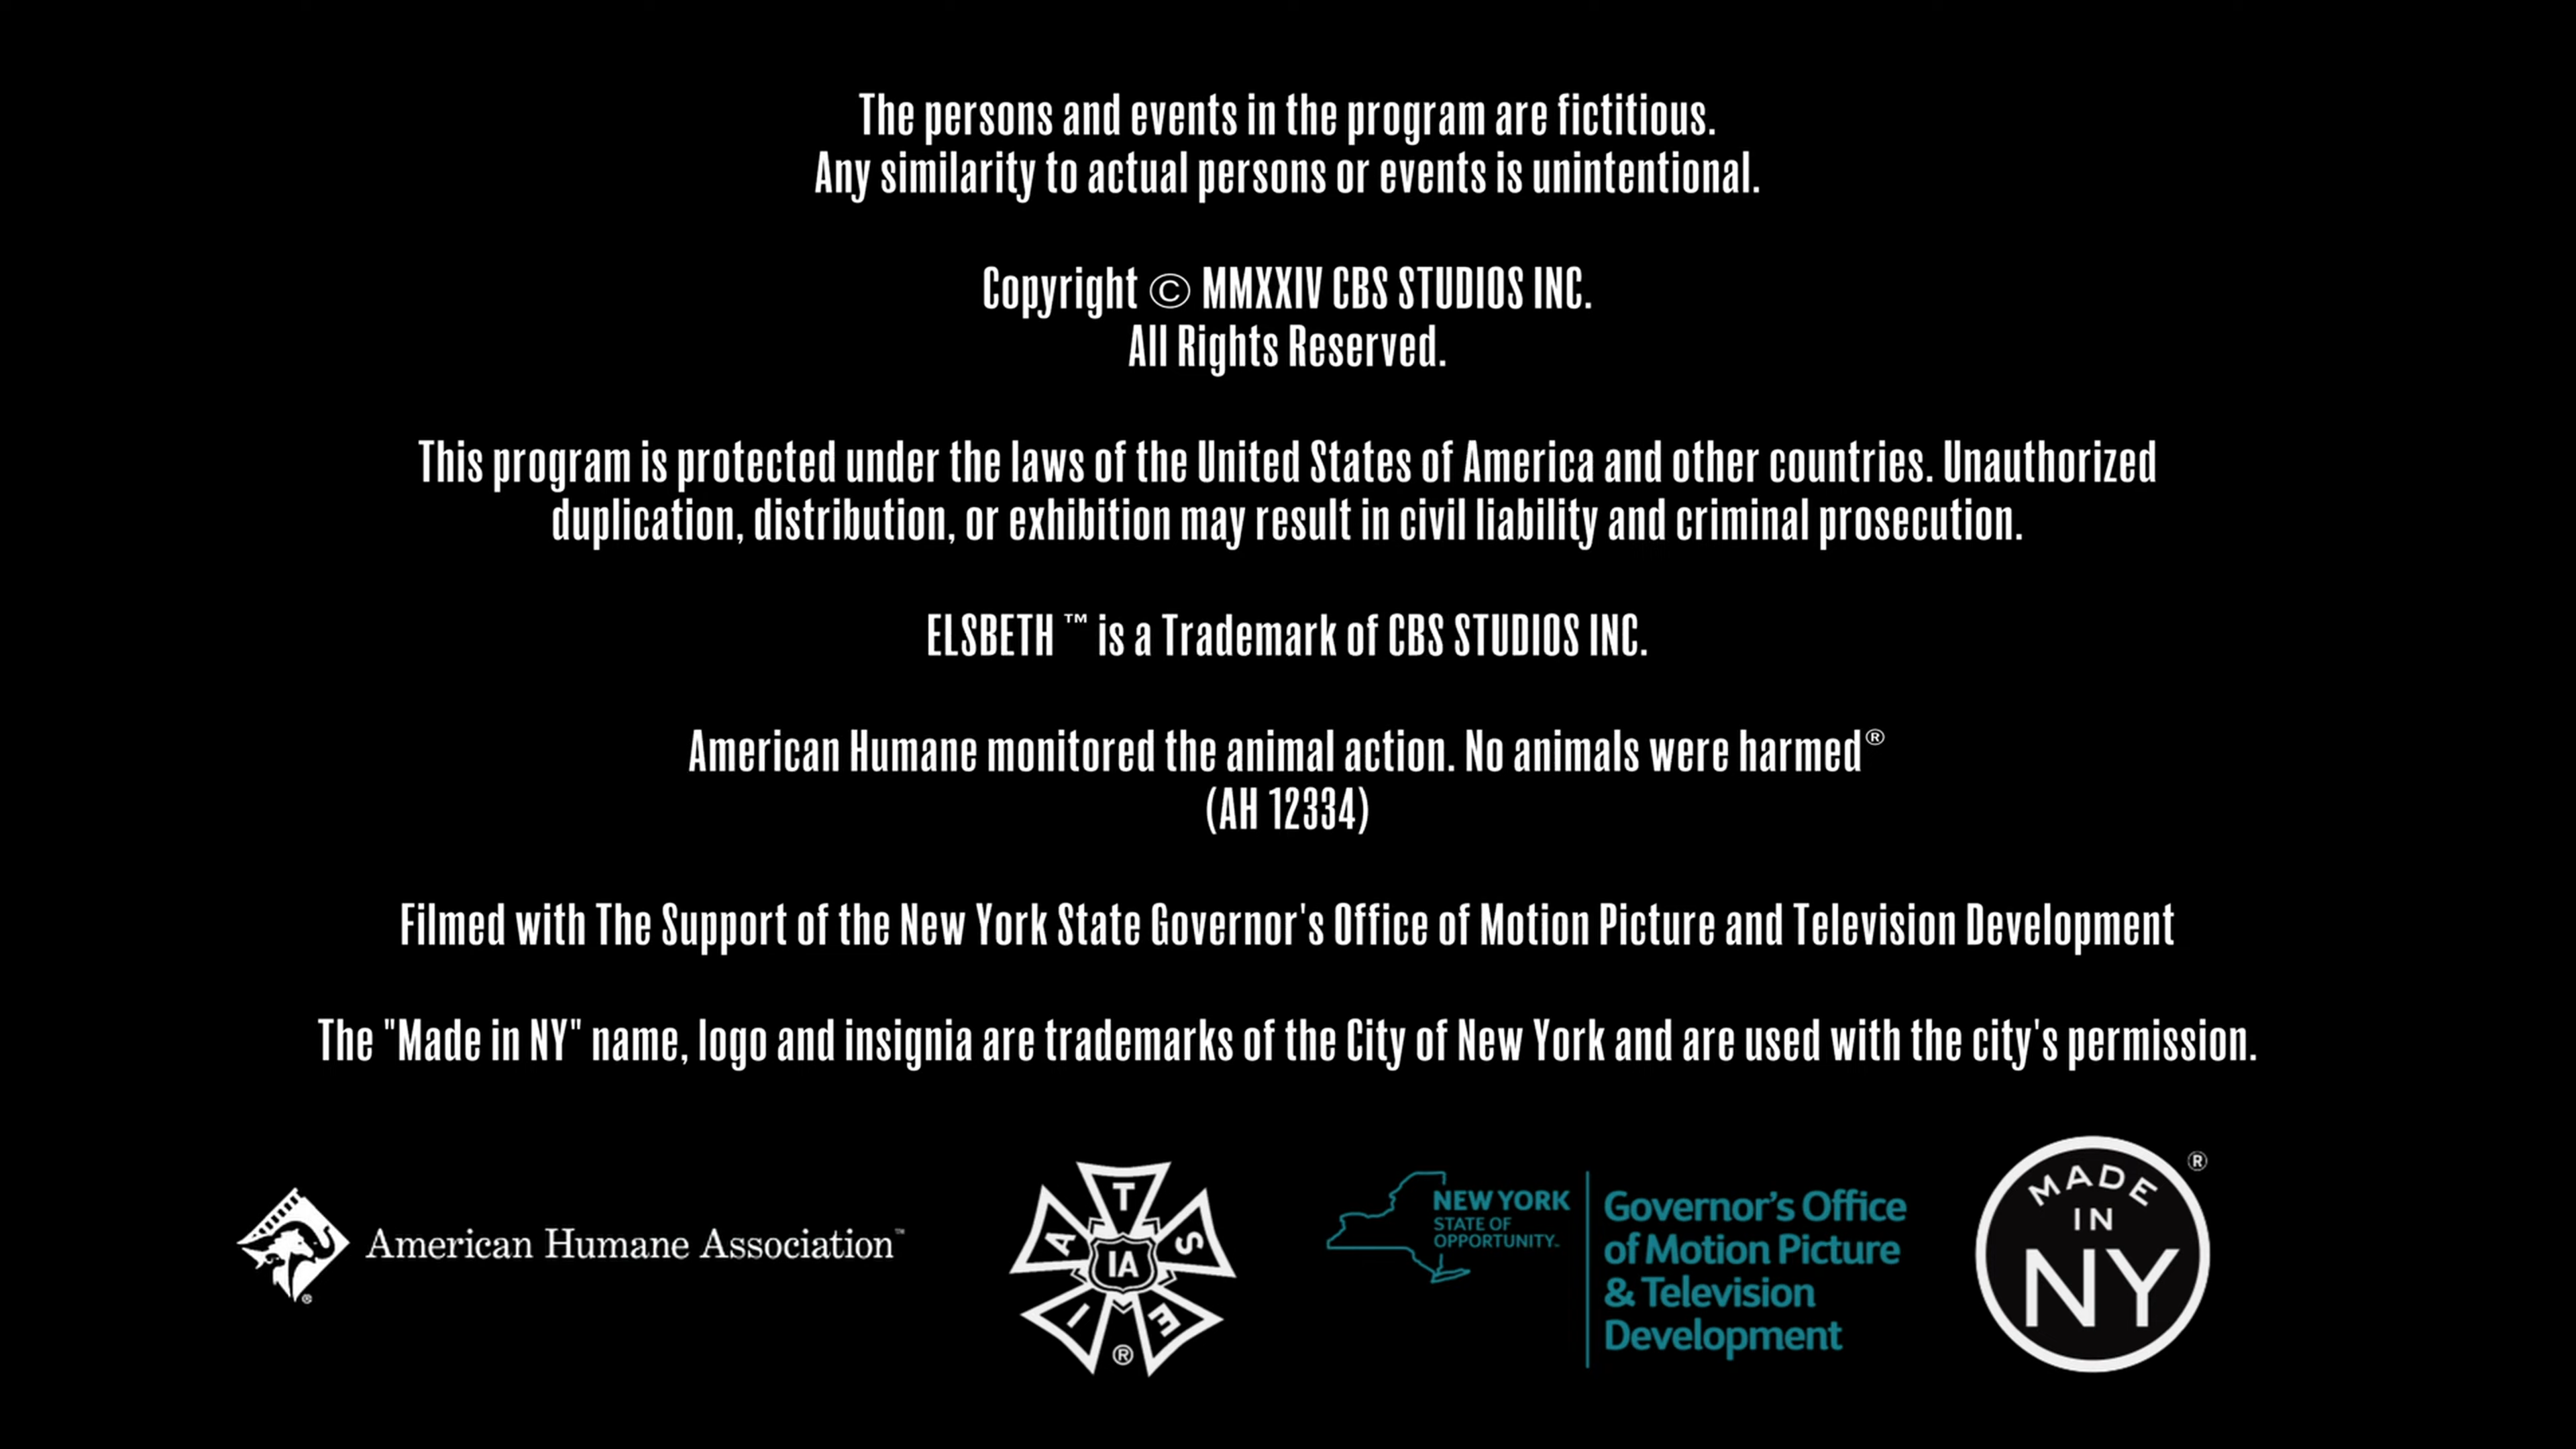 The persons and events in the program are fictitious.
Any similarity to actual persons or events is unintentional.
Copyright © MMXXIV CBS STUDIOS INC.
All Rights Reserved.
This program is protected under the laws of the United States of America and other countries. Unauthorized
duplication, distribution, or exhibition may result in civil liability and criminal prosecution.
ELSBETH ™ is a Trademark of CBS STUDIOS INC.
American Humane monitored the animal action. No animals were harmed®
(AH 12334)
Filmed with The Support of the New York State Governor's Office of Motion Picture and Television Development
The "Made in NY" name, logo and insignia are trademarks of the City of New York and are used with the city's permission.
®
American Humane Association™
I A T S E
IA
®
NEW YORK
STATE OF
OPPORTUNITY™
Governor's Office
of Motion Picture
& Television
Development
MADE
IN
NY
®